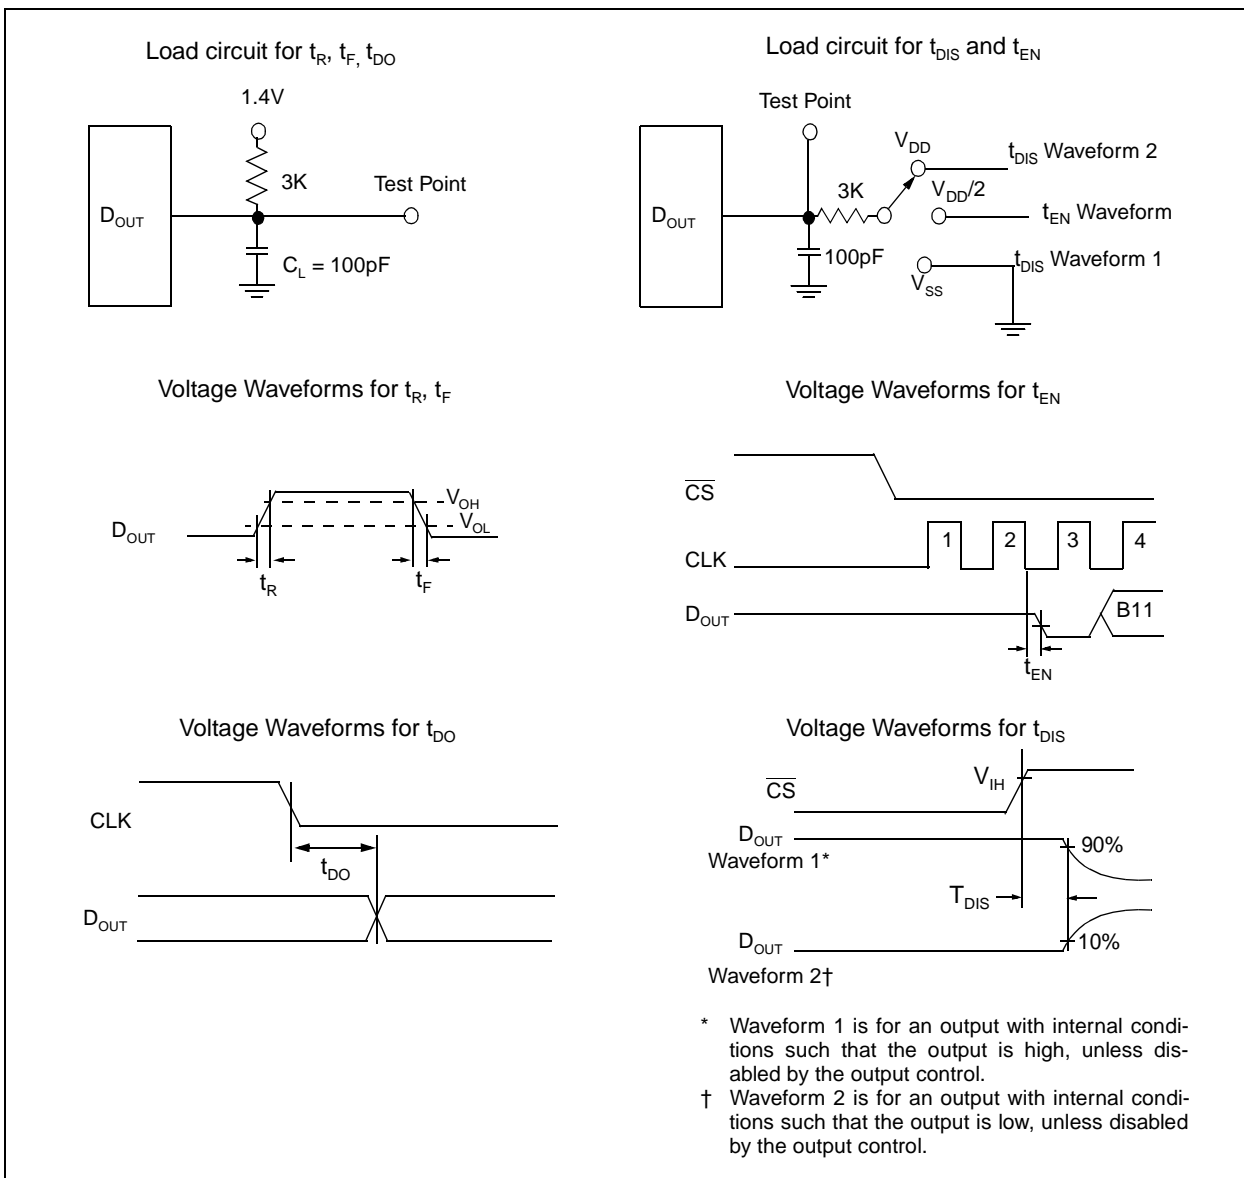 Load circuit for tR, tF, tDO
1.4V
3K
Test Point
DOUT
CL = 100pF
Load circuit for tDIS and tEN
Test Point
VDD
tDIS Waveform 2
3K
VDD/2
DOUT
tEN Waveform
100pF
tDIS Waveform 1
VSS
Voltage Waveforms for tR, tF
VOH
VOL
DOUT
tR
tF
Voltage Waveforms for tEN
CS
1 2 3 4
CLK
DOUT
B11
tEN
Voltage Waveforms for tDO
CLK
tDO
DOUT
Voltage Waveforms for tDIS
VIH
CS
DOUT
Waveform 1*
90%
TDIS
DOUT
10%
Waveform 2†
* Waveform 1 is for an output with internal condi-
tions such that the output is high, unless dis-
abled by the output control.
† Waveform 2 is for an output with internal condi-
tions such that the output is low, unless disabled
by the output control.